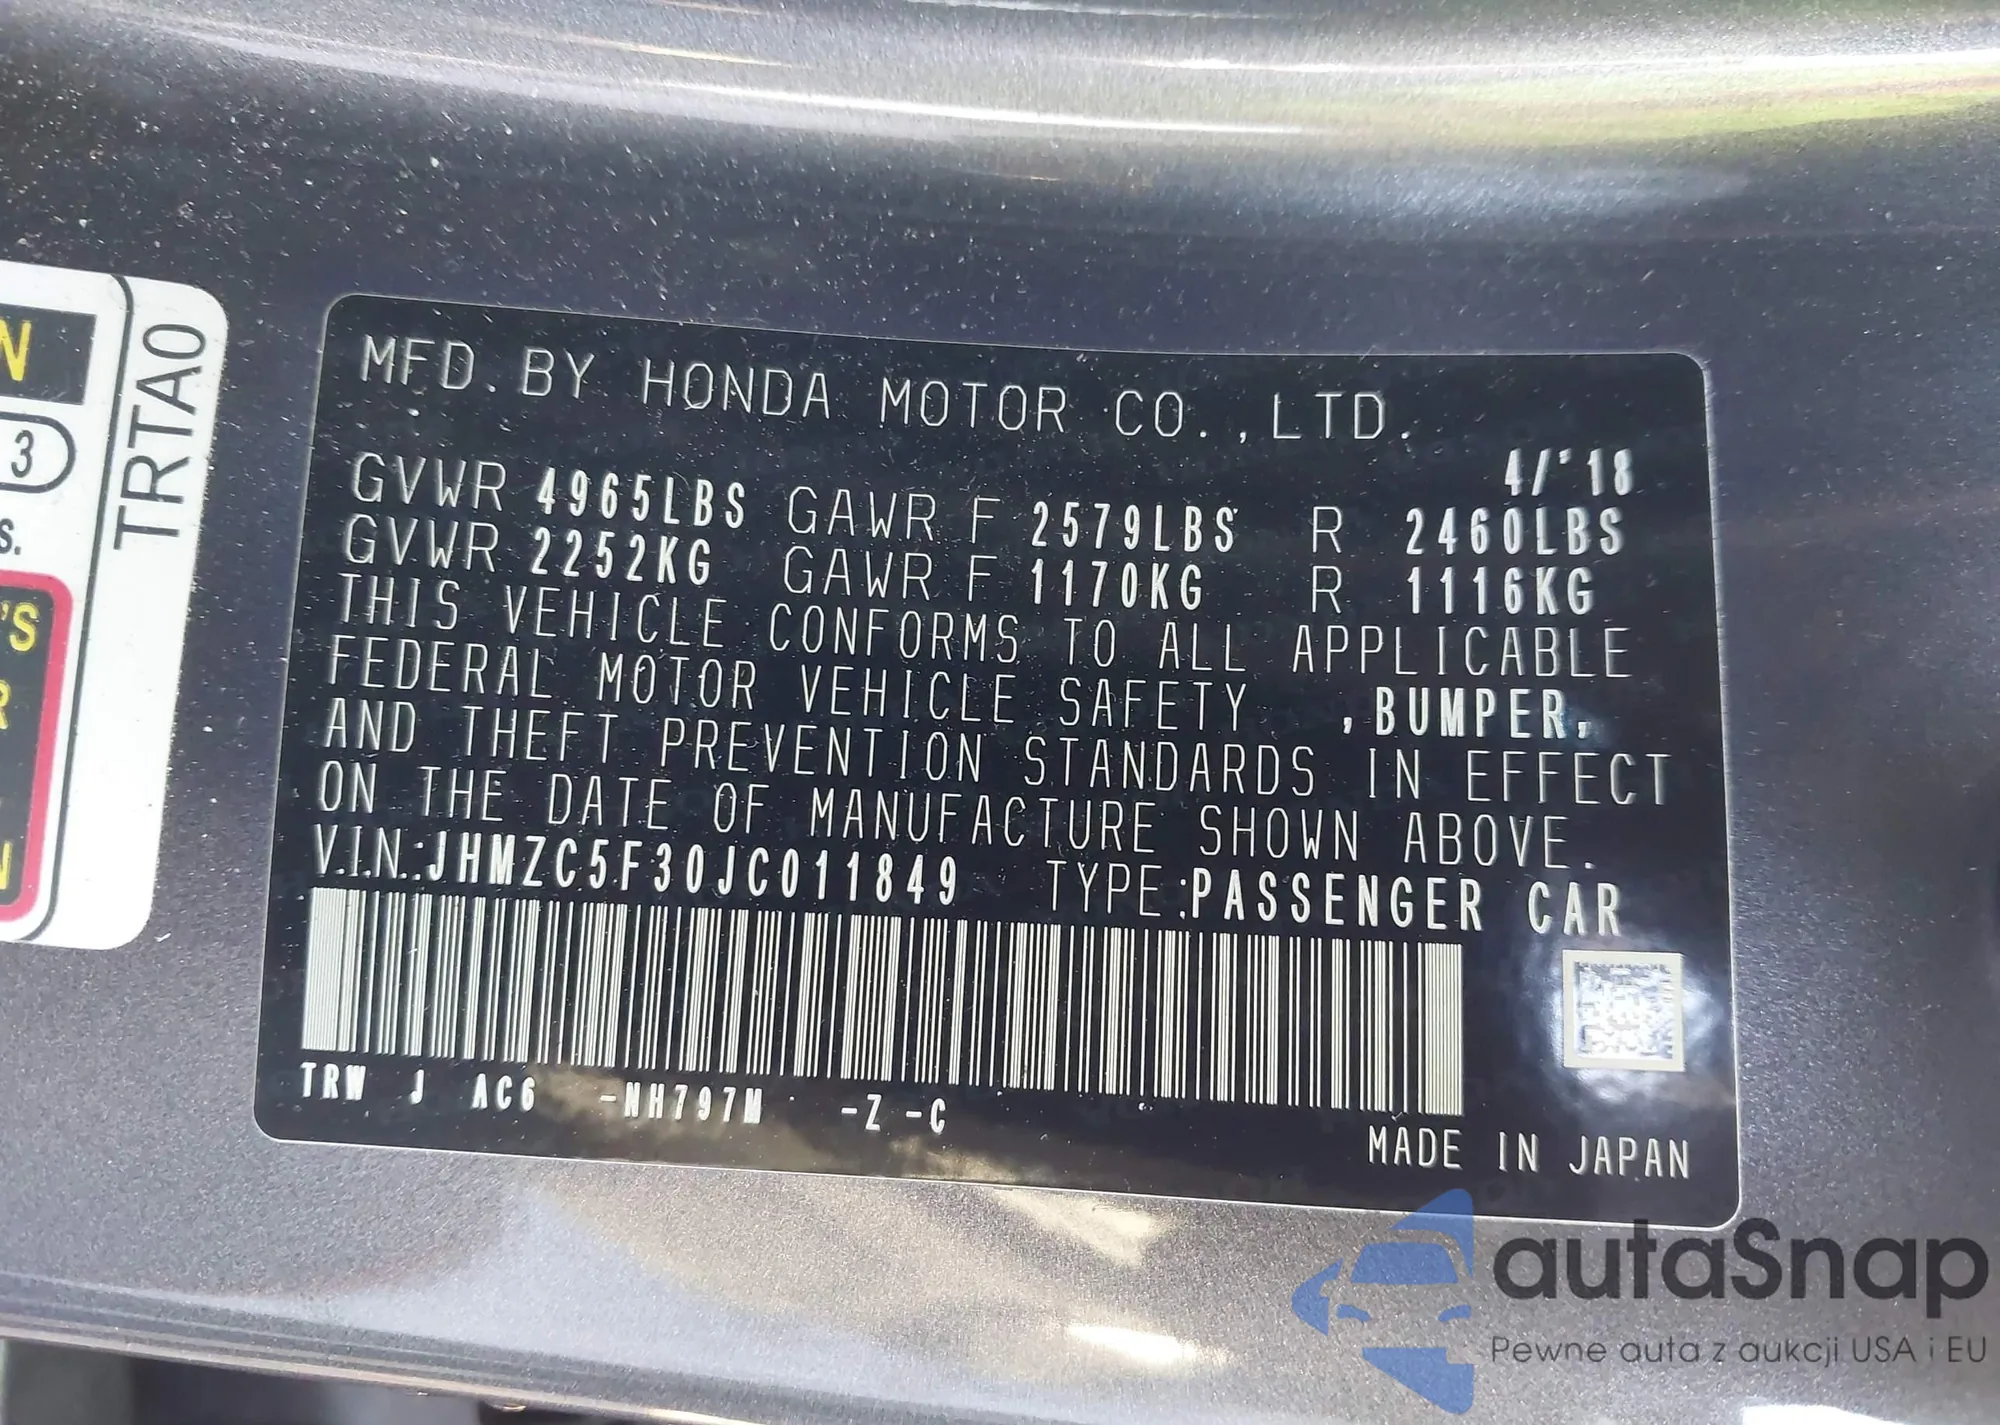 N
3
s.
'S
R
N
TRTA0
MFD. BY HONDA MOTOR CO., LTD.
4/'18
GVWR 4965LBS GAWR F 2579LBS R 2460LBS
GVWR 2252KG GAWR F 1170KG R 1116KG
THIS VEHICLE CONFORMS TO ALL APPLICABLE
FEDERAL MOTOR VEHICLE SAFETY ,BUMPER,
AND THEFT PREVENTION STANDARDS IN EFFECT
ON THE DATE OF MANUFACTURE SHOWN ABOVE.
V.I.N.:JHMZC5F30JC011849 TYPE:PASSENGER CAR
TRW J AC6 -NH797M -Z -C
MADE IN JAPAN
autaSnap
Pewne auta z aukcji USA i EU